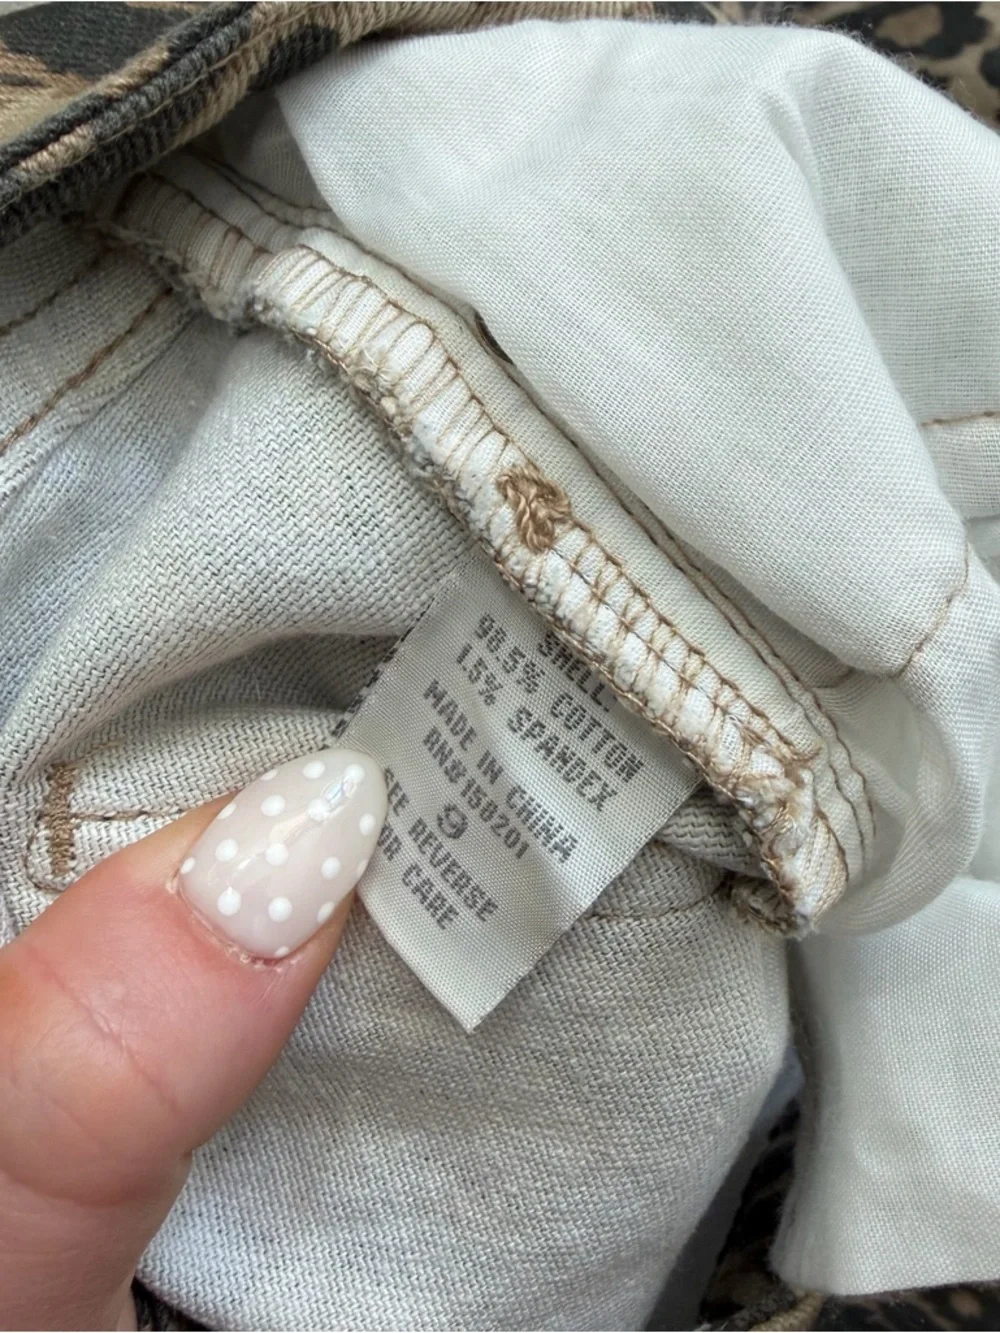 SHELL:
98.5% COTTON
1.5% SPANDEX
MADE IN CHINA
RN#150201
9
SEE REVERSE
FOR CARE